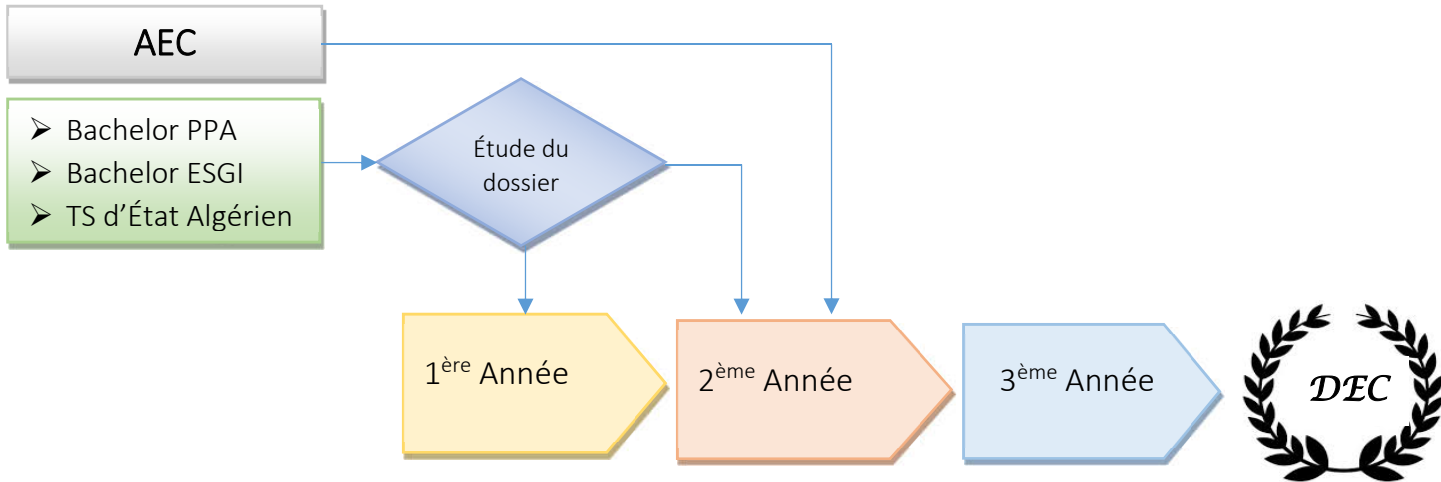 AEC
➢ Bachelor PPA
➢ Bachelor ESGI
➢ TS d’État Algérien
Étude du
dossier
1ère Année
2ème Année
3ème Année
DEC